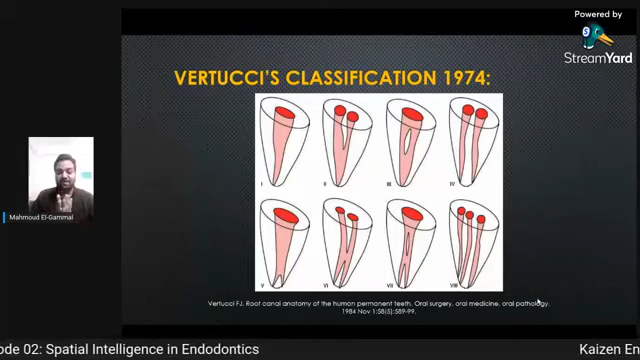 Powered by
S
StreamYard
VERTUCCI'S CLASSIFICATION 1974:
I
II
III
IV
V
VI
VII
VIII
Mahmoud El-Gammal
Vertucci FJ. Root canal anatomy of the human permanent teeth. Oral surgery, oral medicine, oral pathology.
1984 Nov 1;58(5):589-99.
ode 02: Spatial Intelligence in Endodontics
Kaizen En